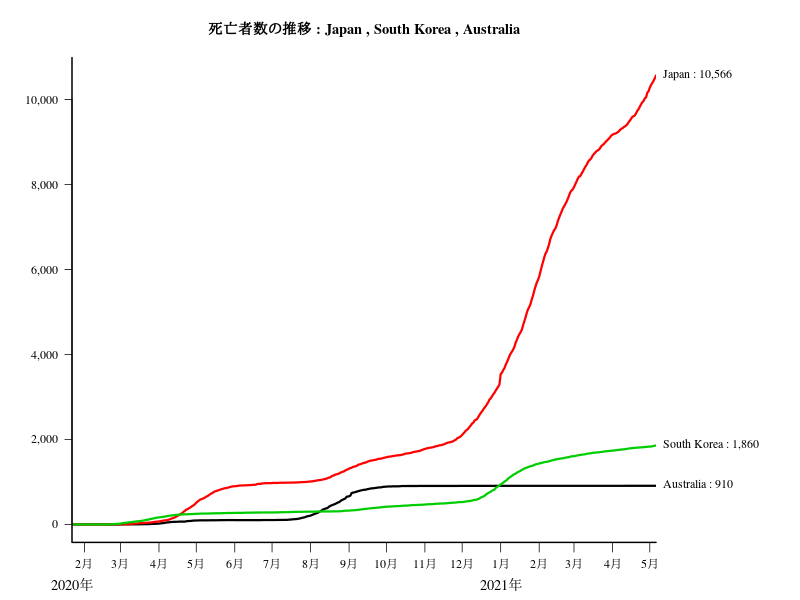 死亡者数の推移 : Japan , South Korea , Australia
Japan : 10,566
10,000
8,000
6,000
4,000
2,000
South Korea : 1,860
Australia : 910
0
2月 3月 4月 5月 6月 7月 8月 9月 10月 11月 12月 1月 2月 3月 4月 5月
2020年 2021年